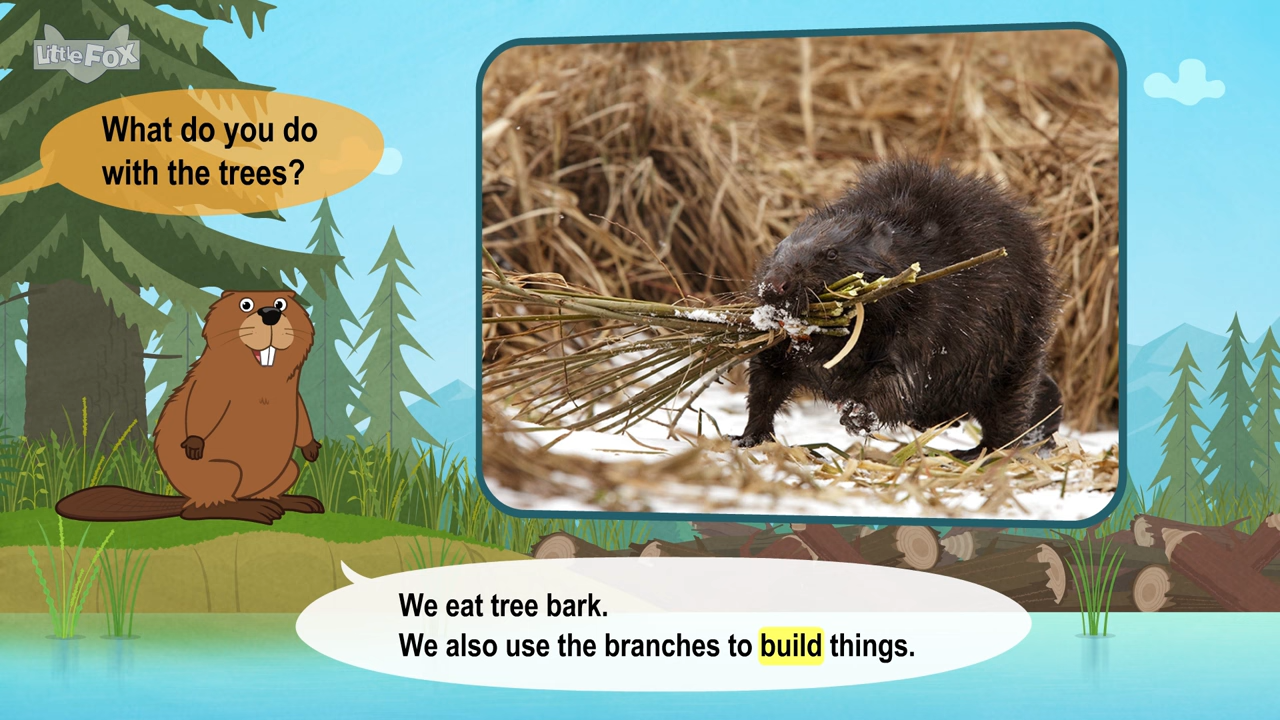 Little Fox
What do you do
with the trees?
We eat tree bark.
We also use the branches to build things.